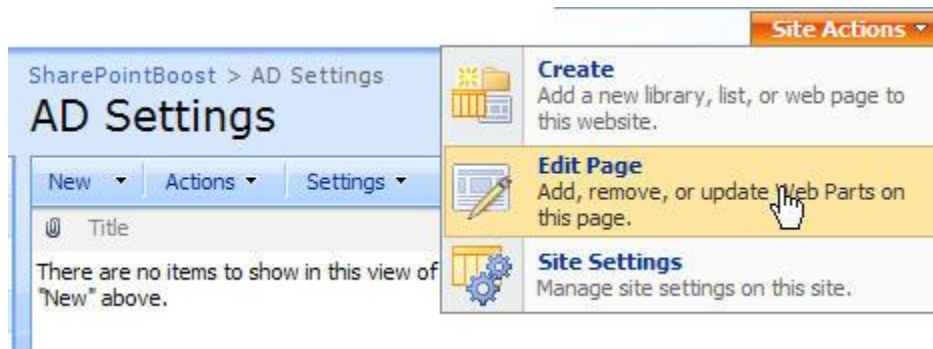 Site Actions
SharePointBoost > AD Settings
AD Settings
New Actions Settings
Title
There are no items to show in this view of
"New" above.
Create
Add a new library, list, or web page to
this website.
Edit Page
Add, remove, or update Web Parts on
this page.
Site Settings
Manage site settings on this site.